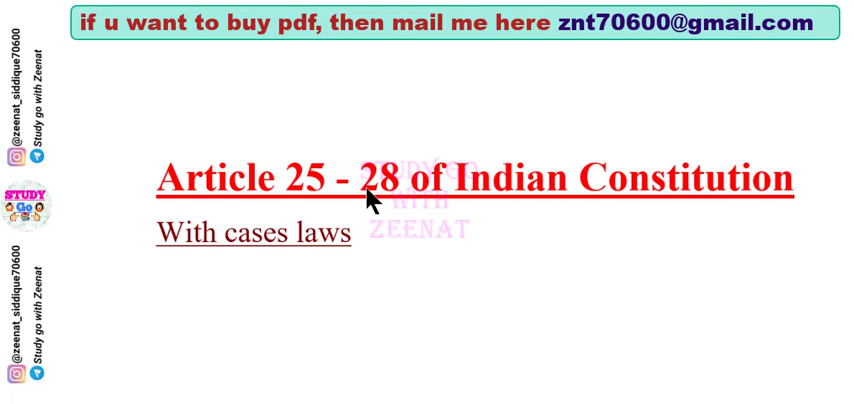 if u want to buy pdf, then mail me here znt70600@gmail.com
@zeenat_siddique70600
Study go with Zeenat
Article 25 - 28 of Indian Constitution
With cases laws
STUDY GO
WITH
ZEENAT
STUDY
Go
@zeenat_siddique70600
Study go with Zeenat